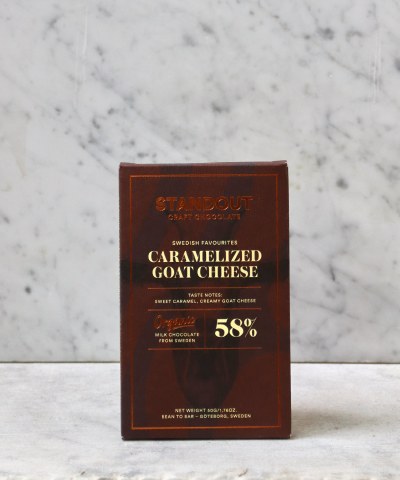 STANDOUT
CRAFT CHOCOLATE
SWEDISH FAVOURITES
CARAMELIZED
GOAT CHEESE
TASTE NOTES:
SWEET CARAMEL, CREAMY GOAT CHEESE
Organic
MILK CHOCOLATE
FROM SWEDEN
58%
NET WEIGHT 50G/1,76OZ.
BEAN TO BAR – GÖTEBORG, SWEDEN